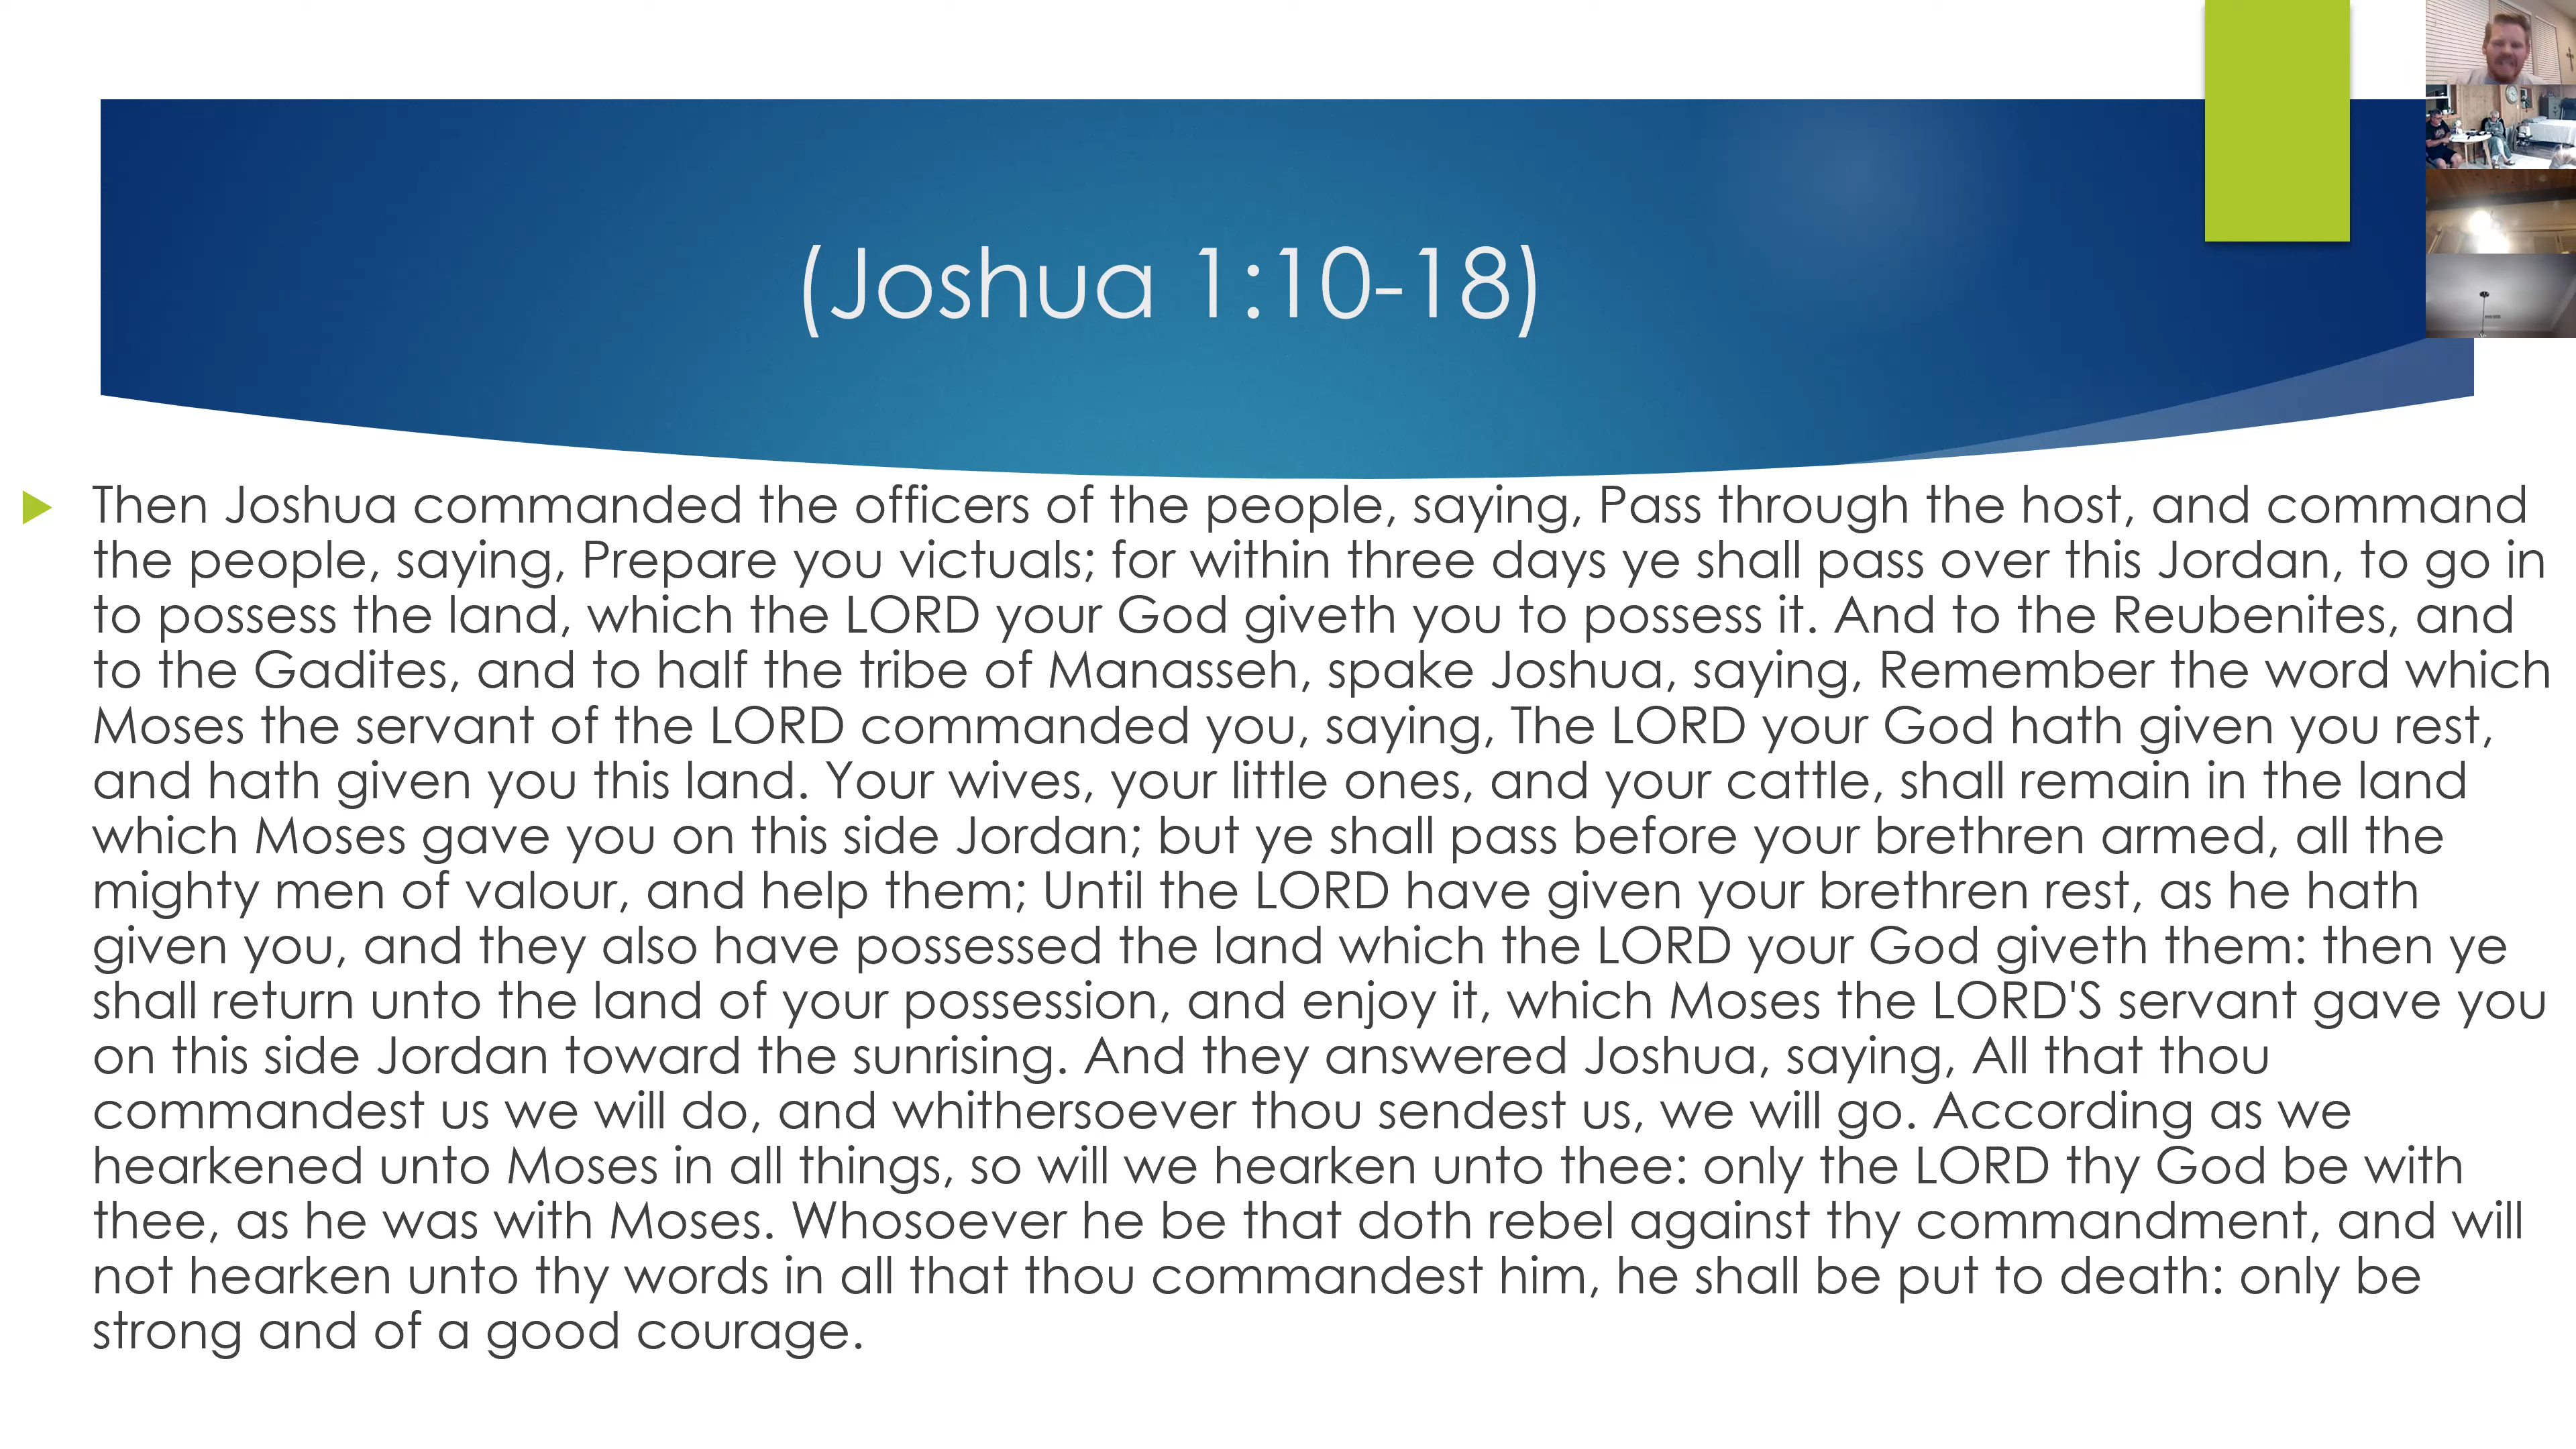 (Joshua 1:10-18)
Then Joshua commanded the officers of the people, saying, Pass through the host, and command
the people, saying, Prepare you victuals; for within three days ye shall pass over this Jordan, to go in
to possess the land, which the LORD your God giveth you to possess it. And to the Reubenites, and
to the Gadites, and to half the tribe of Manasseh, spake Joshua, saying, Remember the word which
Moses the servant of the LORD commanded you, saying, The LORD your God hath given you rest,
and hath given you this land. Your wives, your little ones, and your cattle, shall remain in the land
which Moses gave you on this side Jordan; but ye shall pass before your brethren armed, all the
mighty men of valour, and help them; Until the LORD have given your brethren rest, as he hath
given you, and they also have possessed the land which the LORD your God giveth them: then ye
shall return unto the land of your possession, and enjoy it, which Moses the LORD'S servant gave you
on this side Jordan toward the sunrising. And they answered Joshua, saying, All that thou
commandest us we will do, and whithersoever thou sendest us, we will go. According as we
hearkened unto Moses in all things, so will we hearken unto thee: only the LORD thy God be with
thee, as he was with Moses. Whosoever he be that doth rebel against thy commandment, and will
not hearken unto thy words in all that thou commandest him, he shall be put to death: only be
strong and of a good courage.